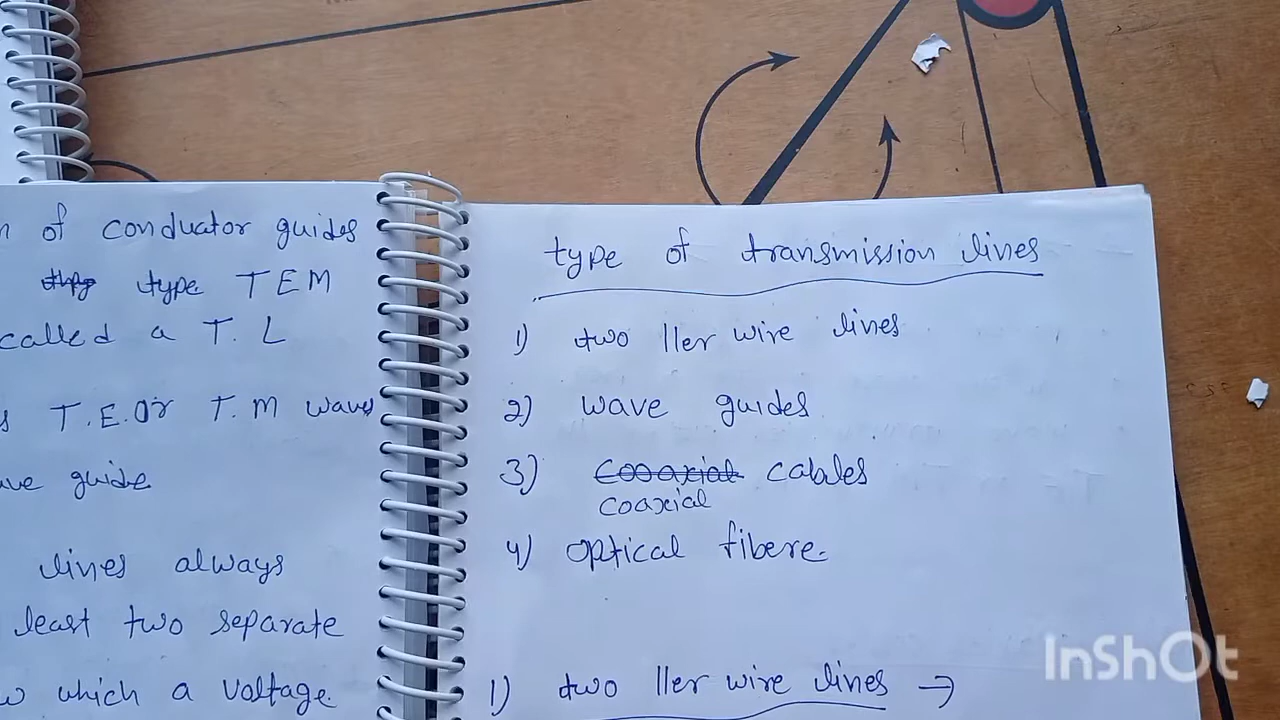 of conductor guides
type TEM
called a T. L
T.E. Or T.M waves
guide
lines always
least two separate
which a voltage
type of transmission lines
1) two ller wire lines
2) wave guides
3) cooaxial cables
coaxial
4) optical fibere
1) two ller wire lines →
InShOt